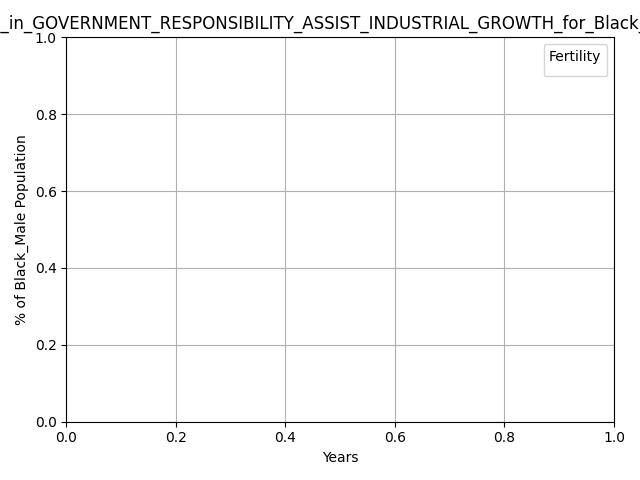 _in_GOVERNMENT_RESPONSIBILITY_ASSIST_INDUSTRIAL_GROWTH_for_Black_
Fertility
1.0
0.8
0.6
0.4
0.2
0.0
% of Black_Male Population
0.0 0.2 0.4 0.6 0.8 1.0
Years